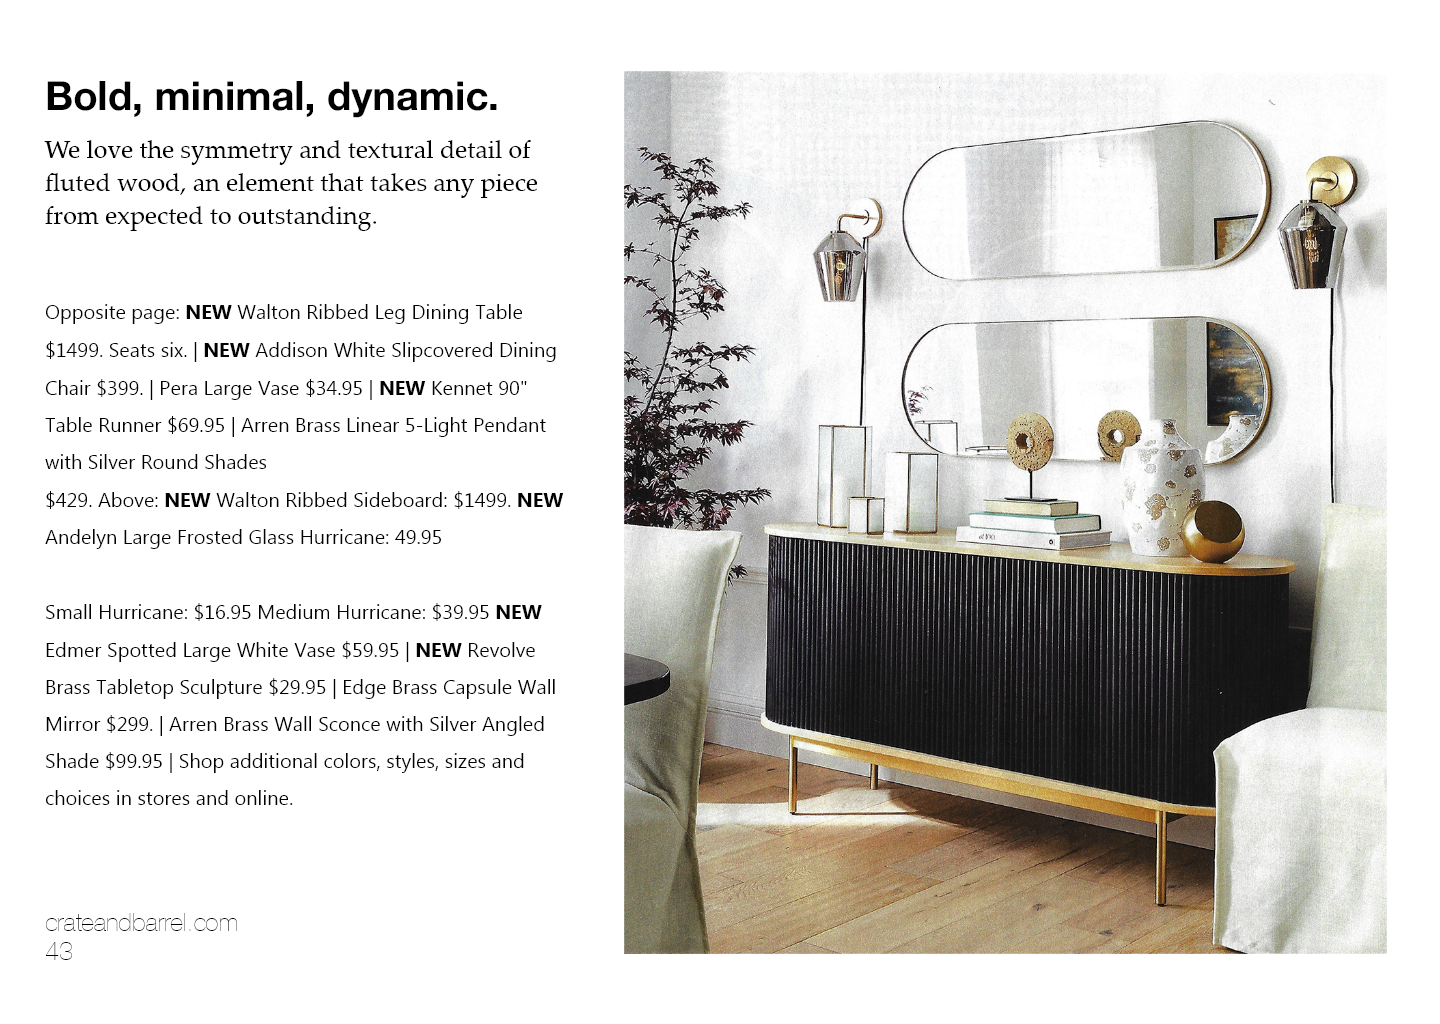 Bold, minimal, dynamic.
We love the symmetry and textural detail of
fluted wood, an element that takes any piece
from expected to outstanding.
Opposite page: NEW Walton Ribbed Leg Dining Table
$1499. Seats six. | NEW Addison White Slipcovered Dining
Chair $399. | Pera Large Vase $34.95 | NEW Kennet 90"
Table Runner $69.95 | Arren Brass Linear 5-Light Pendant
with Silver Round Shades
$429. Above: NEW Walton Ribbed Sideboard: $1499. NEW
Andelyn Large Frosted Glass Hurricane: 49.95
Small Hurricane: $16.95 Medium Hurricane: $39.95 NEW
Edmer Spotted Large White Vase $59.95 | NEW Revolve
Brass Tabletop Sculpture $29.95 | Edge Brass Capsule Wall
Mirror $299. | Arren Brass Wall Sconce with Silver Angled
Shade $99.95 | Shop additional colors, styles, sizes and
choices in stores and online.
crateandbarrel.com
43